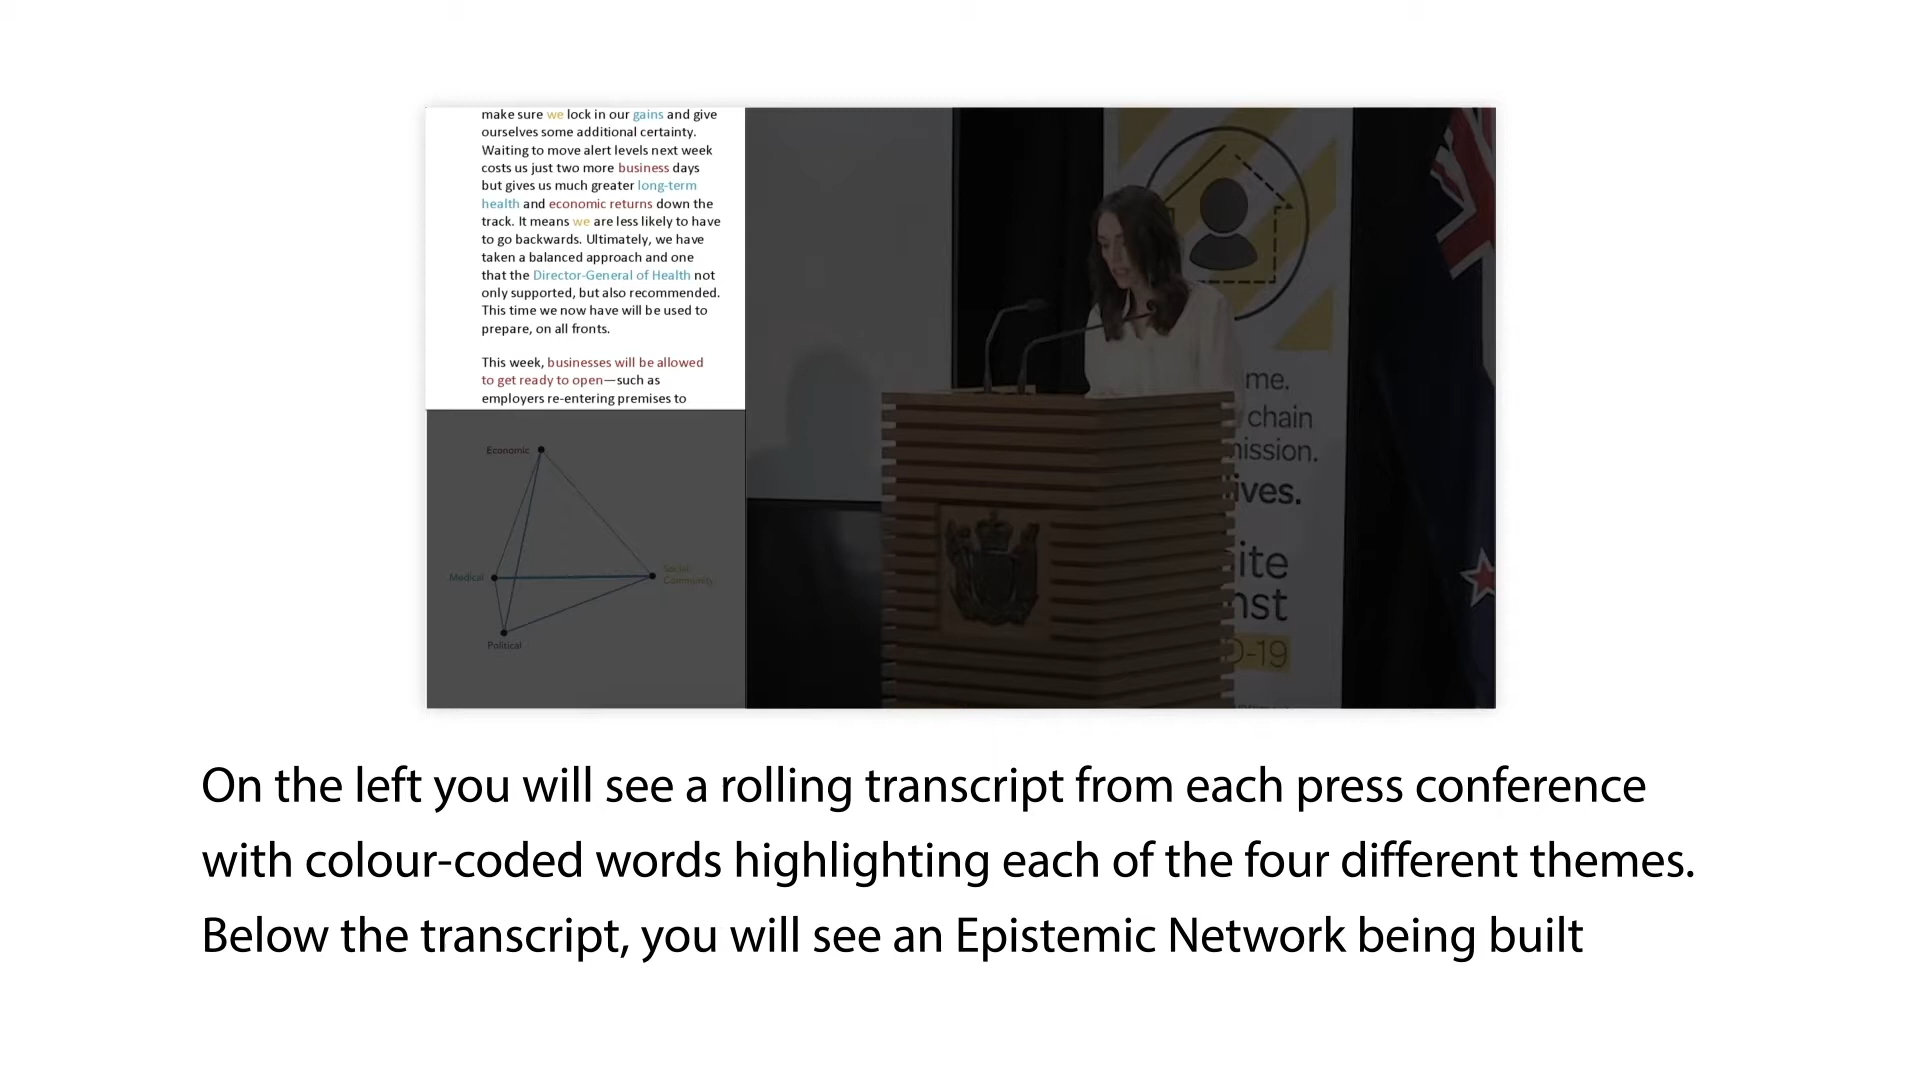 make sure we lock in our gains and give
ourselves some additional certainty.
Waiting to move alert levels next week
costs us just two more business days
but gives us much greater long-term
health and economic returns down the
track. It means we are less likely to have
to go backwards. Ultimately, we have
taken a balanced approach and one
that the Director-General of Health not
only supported, but also recommended.
This time we now have will be used to
prepare, on all fronts.
This week, businesses will be allowed
to get ready to open—such as
employers re-entering premises to
Economic
Medical
Social
Community
Political
me.
chain
ission.
ives.
ite
nst
D-19
On the left you will see a rolling transcript from each press conference
with colour-coded words highlighting each of the four different themes.
Below the transcript, you will see an Epistemic Network being built